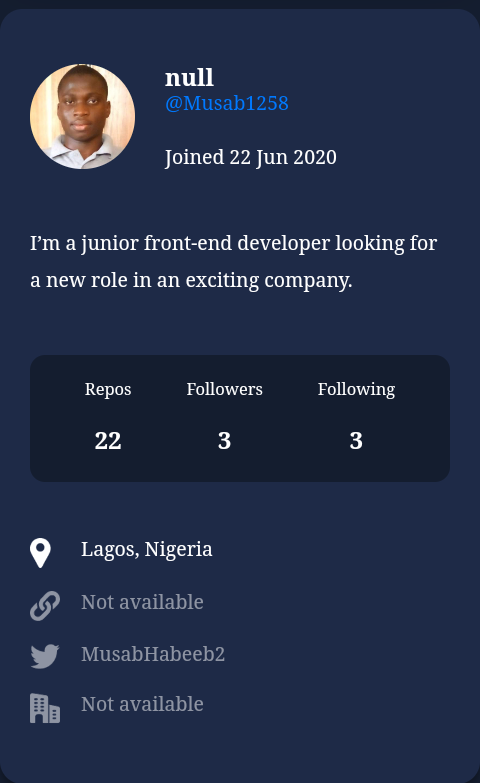 null
@Musab1258
Joined 22 Jun 2020
I’m a junior front-end developer looking for
a new role in an exciting company.
Repos Followers Following
22 3 3
Lagos, Nigeria
Not available
MusabHabeeb2
Not available